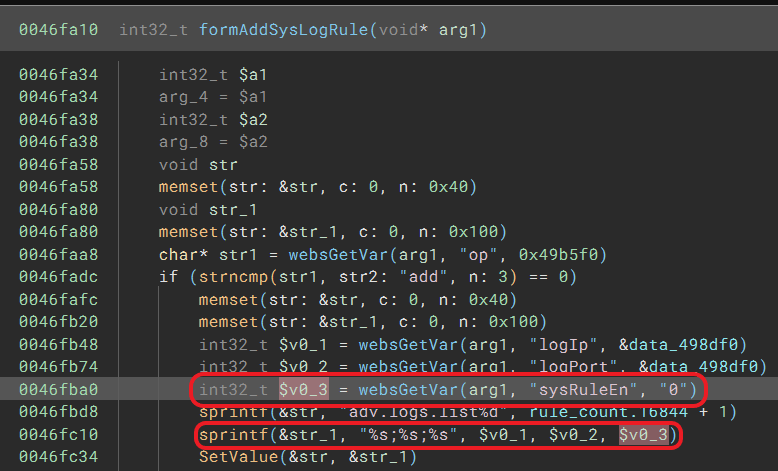 0046fa10 int32_t formAddSysLogRule(void* arg1)
0046fa34 int32_t $a1
0046fa34 arg_4 = $a1
0046fa38 int32_t $a2
0046fa38 arg_8 = $a2
0046fa58 void str
0046fa58 memset(str: &str, c: 0, n: 0x40)
0046fa80 void str_1
0046fa80 memset(str: &str_1, c: 0, n: 0x100)
0046faa8 char* str1 = websGetVar(arg1, "op", 0x49b5f0)
0046fadc if (strncmp(str1, str2: "add", n: 3) == 0)
0046fafc memset(str: &str, c: 0, n: 0x40)
0046fb20 memset(str: &str_1, c: 0, n: 0x100)
0046fb48 int32_t $v0_1 = websGetVar(arg1, "logIp", &data_498df0)
0046fb74 int32_t $v0_2 = websGetVar(arg1, "logPort", &data_498df0)
0046fba0 int32_t $v0_3 = websGetVar(arg1, "sysRuleEn", "0")
0046fbd8 sprintf(&str, "adv.logs.list%d", rule_count.16844 + 1)
0046fc10 sprintf(&str_1, "%s;%s;%s", $v0_1, $v0_2, $v0_3)
0046fc34 SetValue(&str, &str_1)